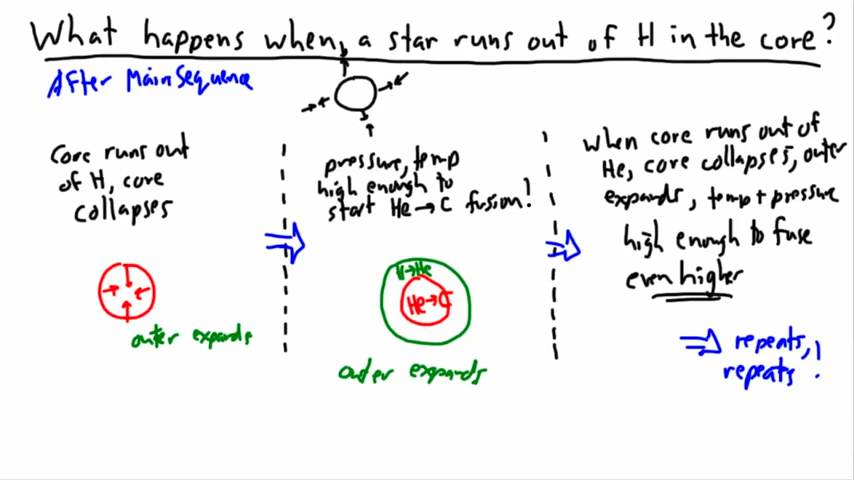 What happens when a star runs out of H in the core?
After Main Sequence
Core runs out
of H, core
collapses
outer expands
pressure, temp
high enough to
start He → C fusion!
H→He
He→C
outer expands
when core runs out of
He, core collapses, outer
expands, temp + pressure
high enough to fuse
even higher
⇒ repeats,
repeats!